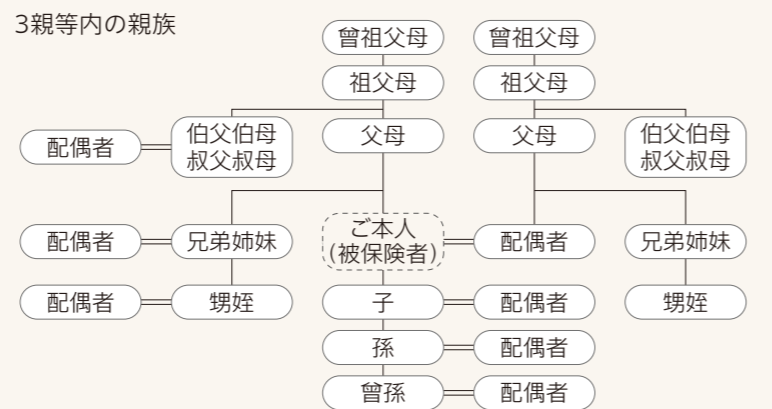 3親等内の親族
曾祖父母 曾祖父母
祖父母 祖父母
配偶者 伯父伯母 父母 父母 伯父伯母
叔父叔母 叔父叔母
配偶者 兄弟姉妹 ご本人 配偶者 兄弟姉妹
(被保険者)
配偶者 甥姪 子 配偶者 甥姪
孫 配偶者
曾孫 配偶者